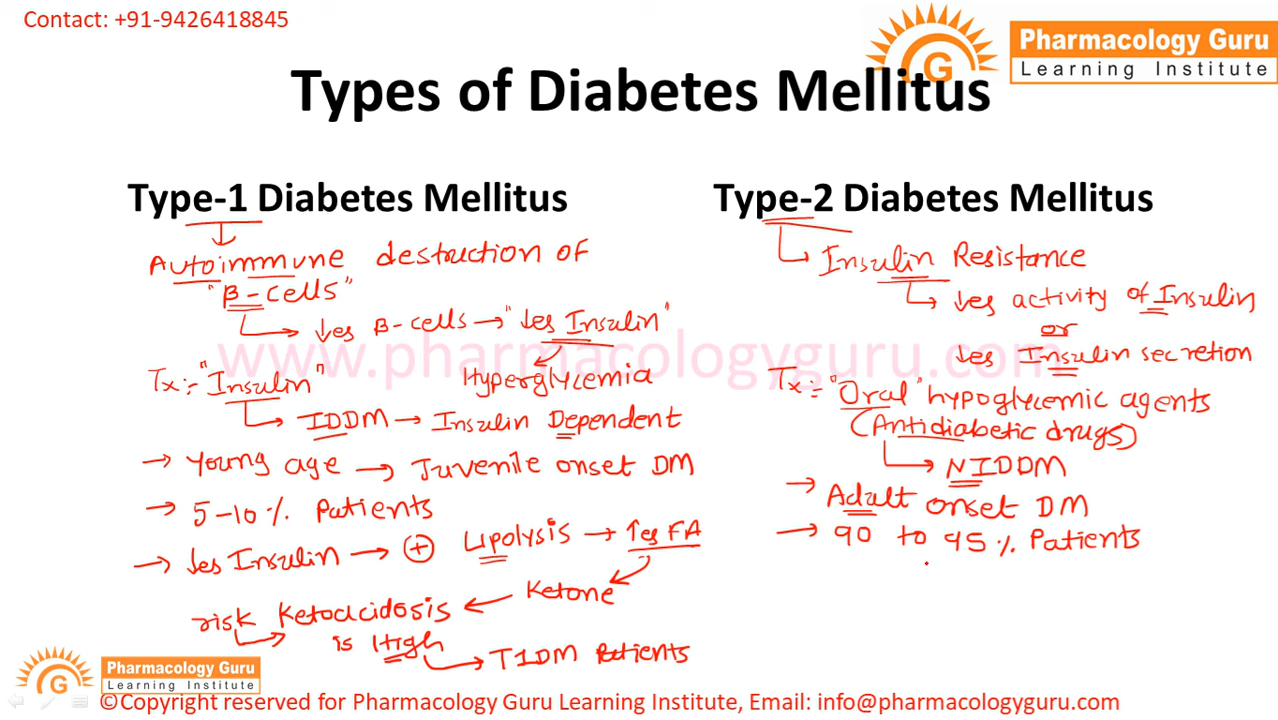 Contact: +91-9426418845
G
Pharmacology Guru
Learning Institute
Types of Diabetes Mellitus
Type-1 Diabetes Mellitus
↓
Autoimmune destruction of
"β-cells"
↳ ↓es β-cells → "↓es Insulin"
Hyperglycemia
Tx:- "Insulin"
↳ IDDM → Insulin Dependent
→ Young age → Juvenile onset DM
→ 5-10% Patients
→ ↓es Insulin → + Lipolysis → ↑es FA
Ketone
risk Ketoacidosis ←
is High
→ T1DM Patients
Type-2 Diabetes Mellitus
↳ Insulin Resistance
↳ ↓es activity of Insulin
or
↓es Insulin secretion
Tx:- "Oral" hypoglycemic agents
(Antidiabetic drugs)
↳ NIDDM
→ Adult onset DM
→ 90 to 95% Patients
www.pharmacologyguru.com
G
Pharmacology Guru
Learning Institute
©Copyright reserved for Pharmacology Guru Learning Institute, Email: info@pharmacologyguru.com